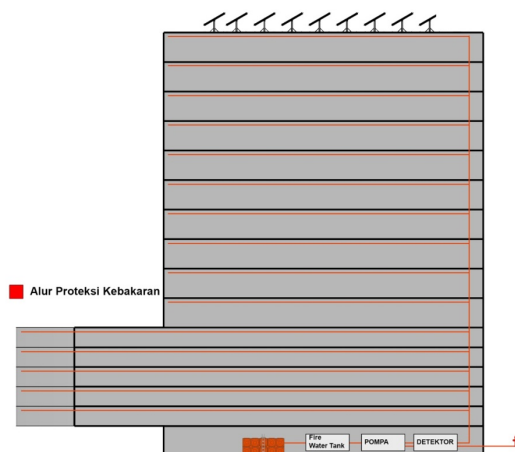 Alur Proteksi Kebakaran
Fire
Water Tank
POMPA
DETEKTOR